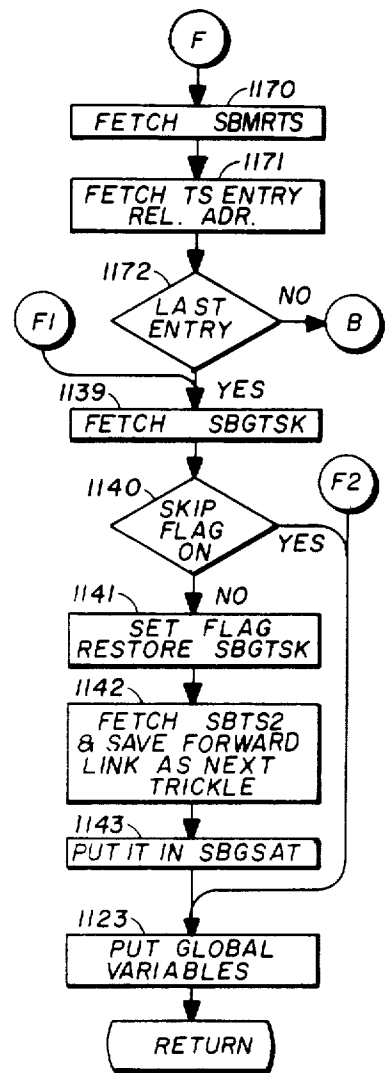 F
1170
FETCH SBMRTS
1171
FETCH TS ENTRY
REL. ADR.
1172
LAST
ENTRY
NO
B
F1
YES
1139
FETCH SBGTSK
F2
1140
SKIP
FLAG
ON
YES
NO
1141
SET FLAG
RESTORE SBGTSK
1142
FETCH SBTS2
& SAVE FORWARD
LINK AS NEXT
TRICKLE
1143
PUT IT IN SBGSAT
1123
PUT GLOBAL
VARIABLES
RETURN